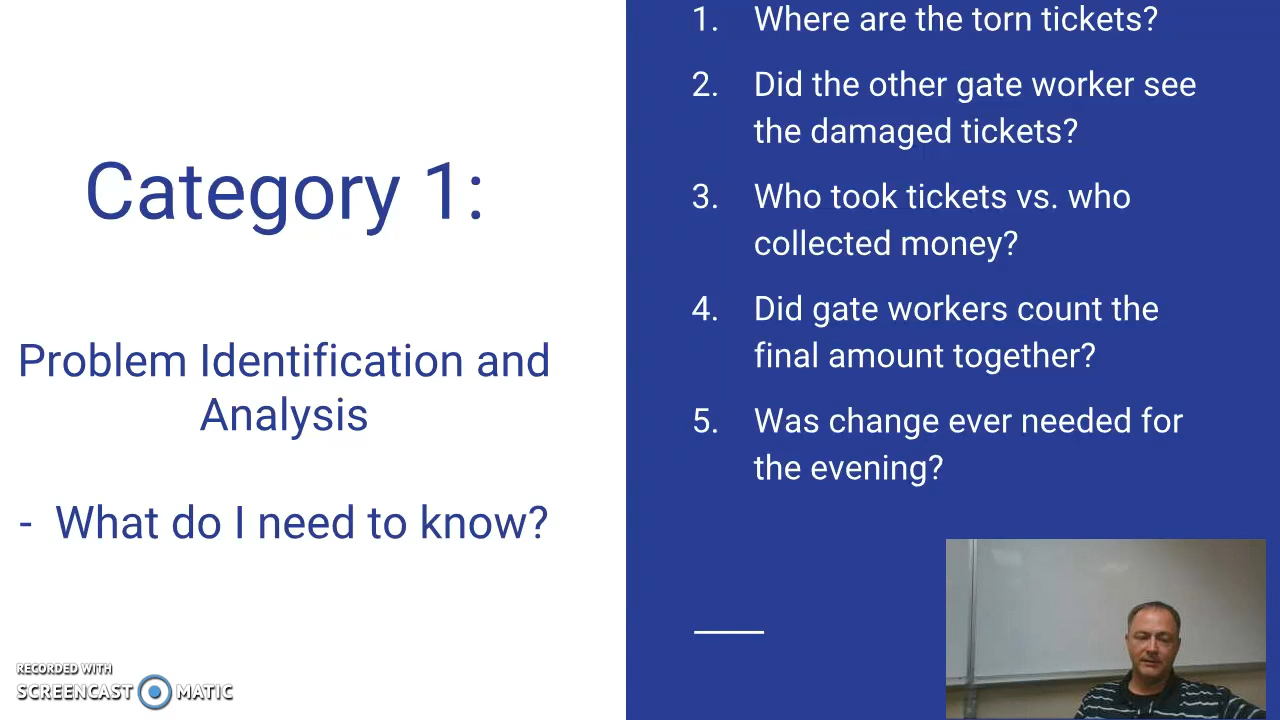 Category 1:
Problem Identification and
Analysis
- What do I need to know?
1. Where are the torn tickets?
2. Did the other gate worker see
the damaged tickets?
3. Who took tickets vs. who
collected money?
4. Did gate workers count the
final amount together?
5. Was change ever needed for
the evening?
RECORDED WITH
SCREENCAST MATIC